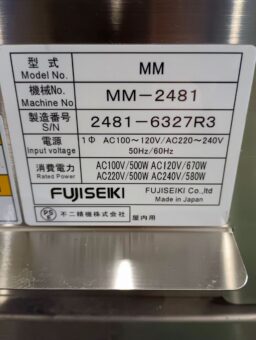 型式 MM
Model No.
機械No. MM-2481
Machine No
製造番号 2481-6327R3
S/N
電源 1Φ AC100~120V/AC220~240V
Input voltage 50Hz/60Hz
消費電力 AC100V/500W AC120V/670W
Rated Power AC220V/500W AC240V/580W
FUJISEIKI FUJISEIKI Co.,ltd
Made in Japan
PSE 不二精機株式会社 屋内用